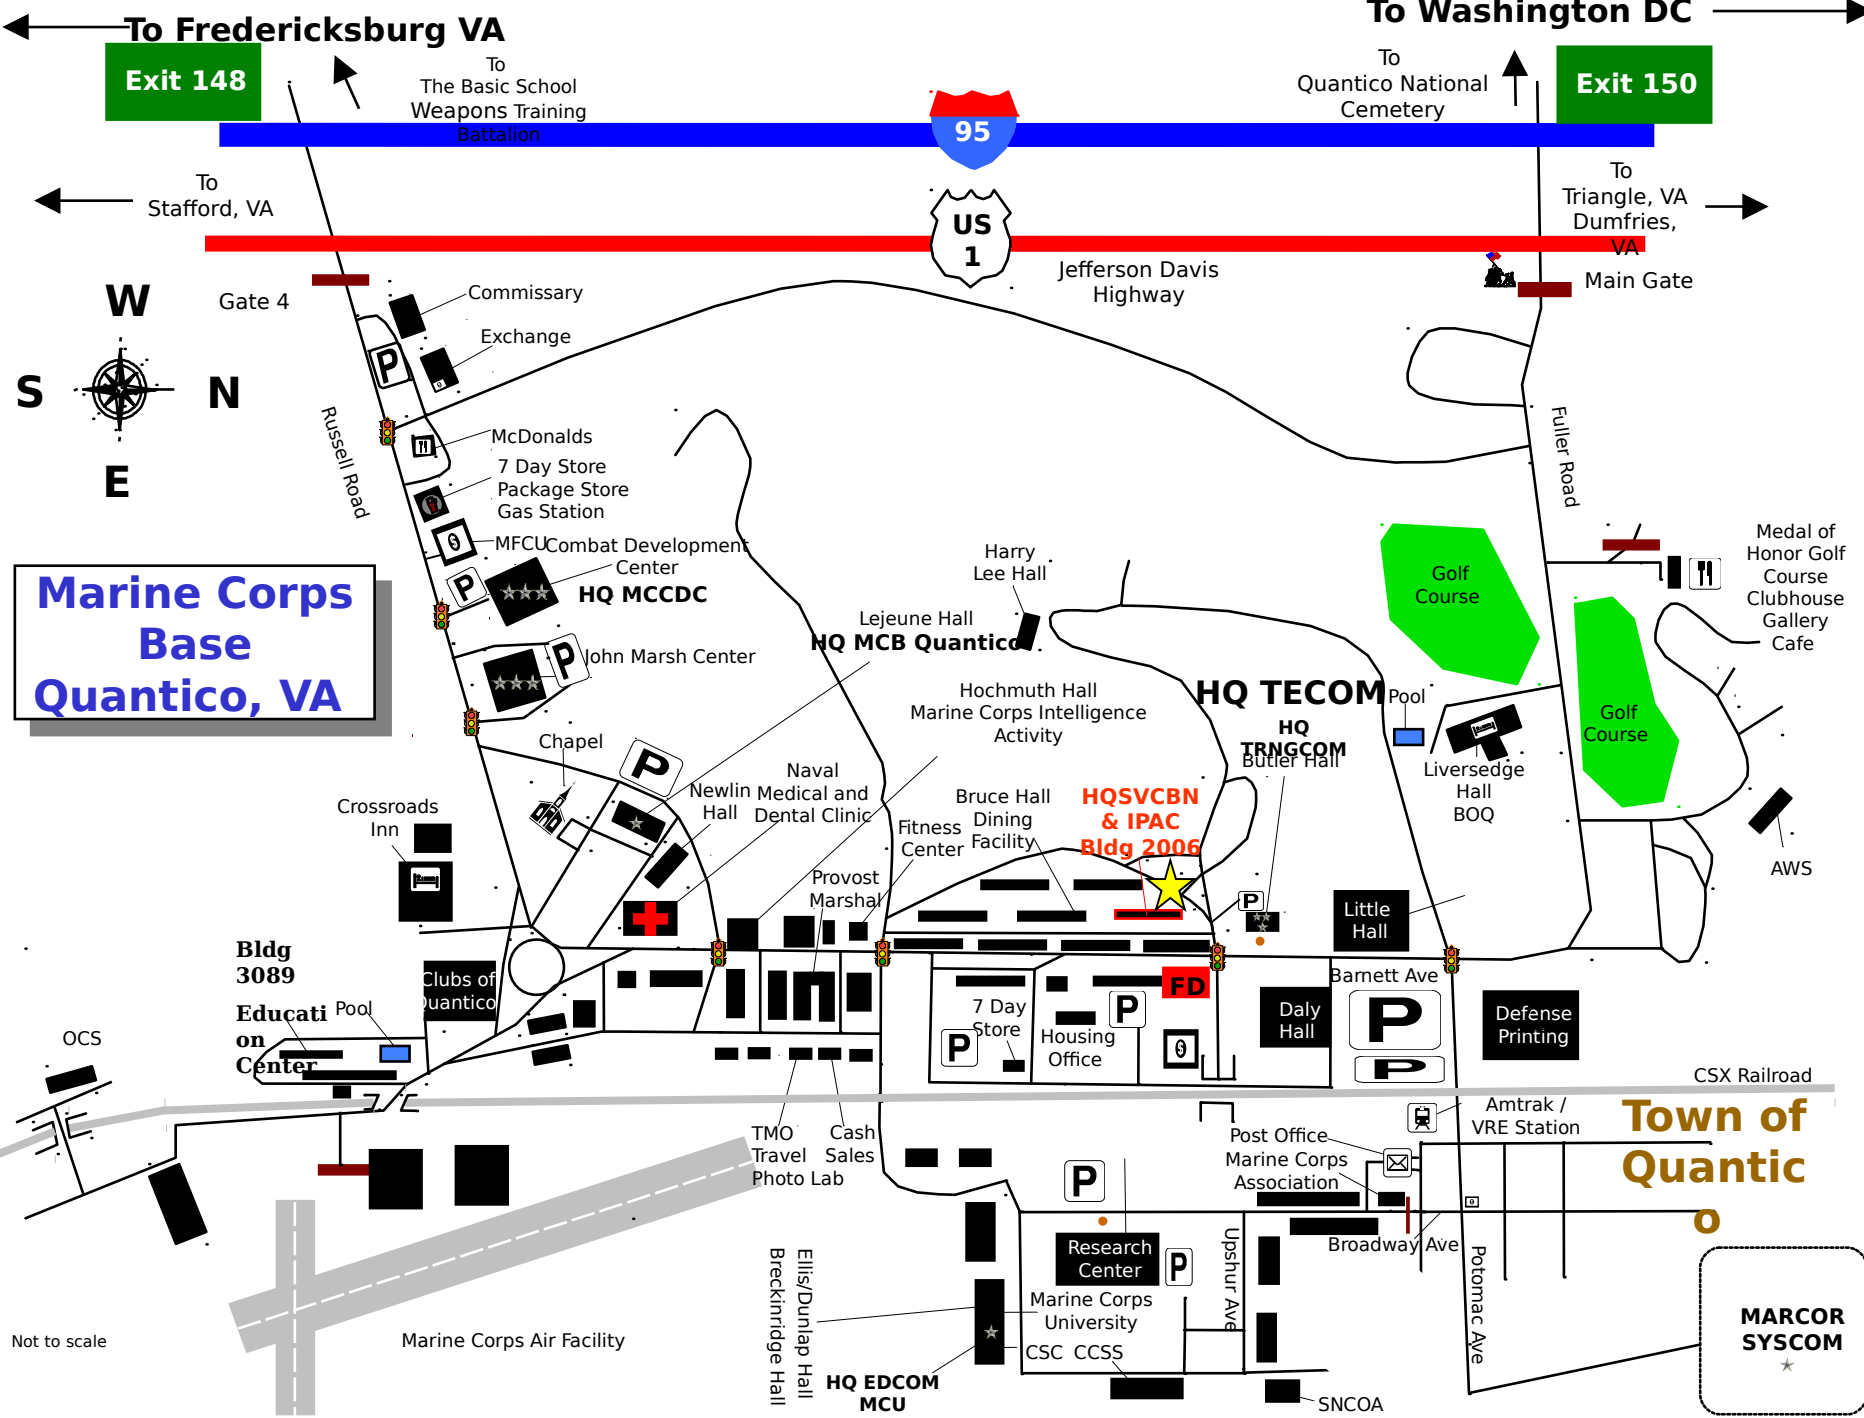 To Fredericksburg VA
To Washington DC
Exit 148
To
The Basic School
Weapons Training
Battalion
95
To
Quantico National
Cemetery
Exit 150
To
Stafford, VA
US
1
To
Triangle, VA
Dumfries,
VA
Jefferson Davis
Highway
Main Gate
Gate 4
W
S
N
E
Commissary
Exchange
P
Russell Road
McDonalds
7 Day Store
Package Store
Gas Station
MFCU
Combat Development
Center
HQ MCCDC
P
Fuller Road
Medal of
Honor Golf
Course
Clubhouse
Gallery
Cafe
Golf
Course
Golf
Course
Marine Corps
Base
Quantico, VA
Harry
Lee Hall
Lejeune Hall
HQ MCB Quantico
P
John Marsh Center
Hochmuth Hall
Marine Corps Intelligence
Activity
HQ TECOM
HQ
TRNGCOM
Butler Hall
Pool
Liversedge
Hall
BOQ
Chapel
P
Newlin
Hall
Naval
Medical and
Dental Clinic
Crossroads
Inn
Provost
Marshal
Fitness
Center
Bruce Hall
Dining
Facility
HQSVCBN
& IPAC
Bldg 2006
AWS
P
Little
Hall
Bldg
3089
Educati
on
Center
Pool
Clubs of
Quantico
OCS
7 Day
Store
P
Housing
Office
P
FD
Barnett Ave
Daly
Hall
P
P
Defense
Printing
CSX Railroad
Amtrak /
VRE Station
Town of
Quantic
o
TMO
Travel
Photo Lab
Cash
Sales
Post Office
Marine Corps
Association
P
Broadway Ave
Research
Center
P
Upshur Ave
Potomac Ave
Ellis/Dunlap Hall
Breckinridge Hall
Marine Corps
University
CSC CCSS
HQ EDCOM
MCU
SNCOA
MARCOR
SYSCOM
Marine Corps Air Facility
Not to scale